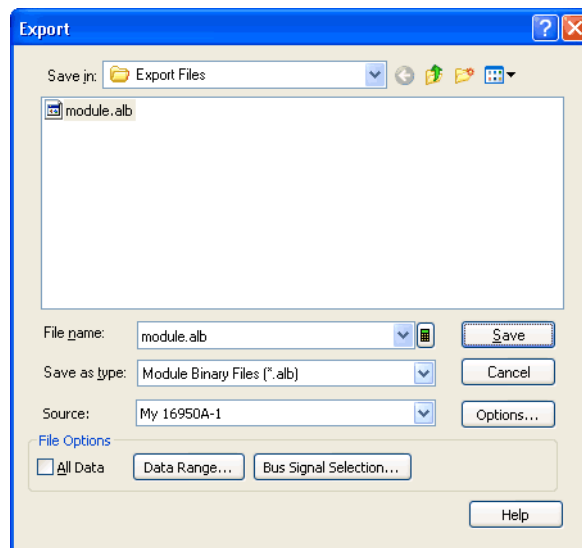 Export
Save in: Export Files
module.alb
File name: module.alb Save
Save as type: Module Binary Files (*.alb) Cancel
Source: My 16950A-1 Options...
File Options
All Data Data Range... Bus Signal Selection...
Help